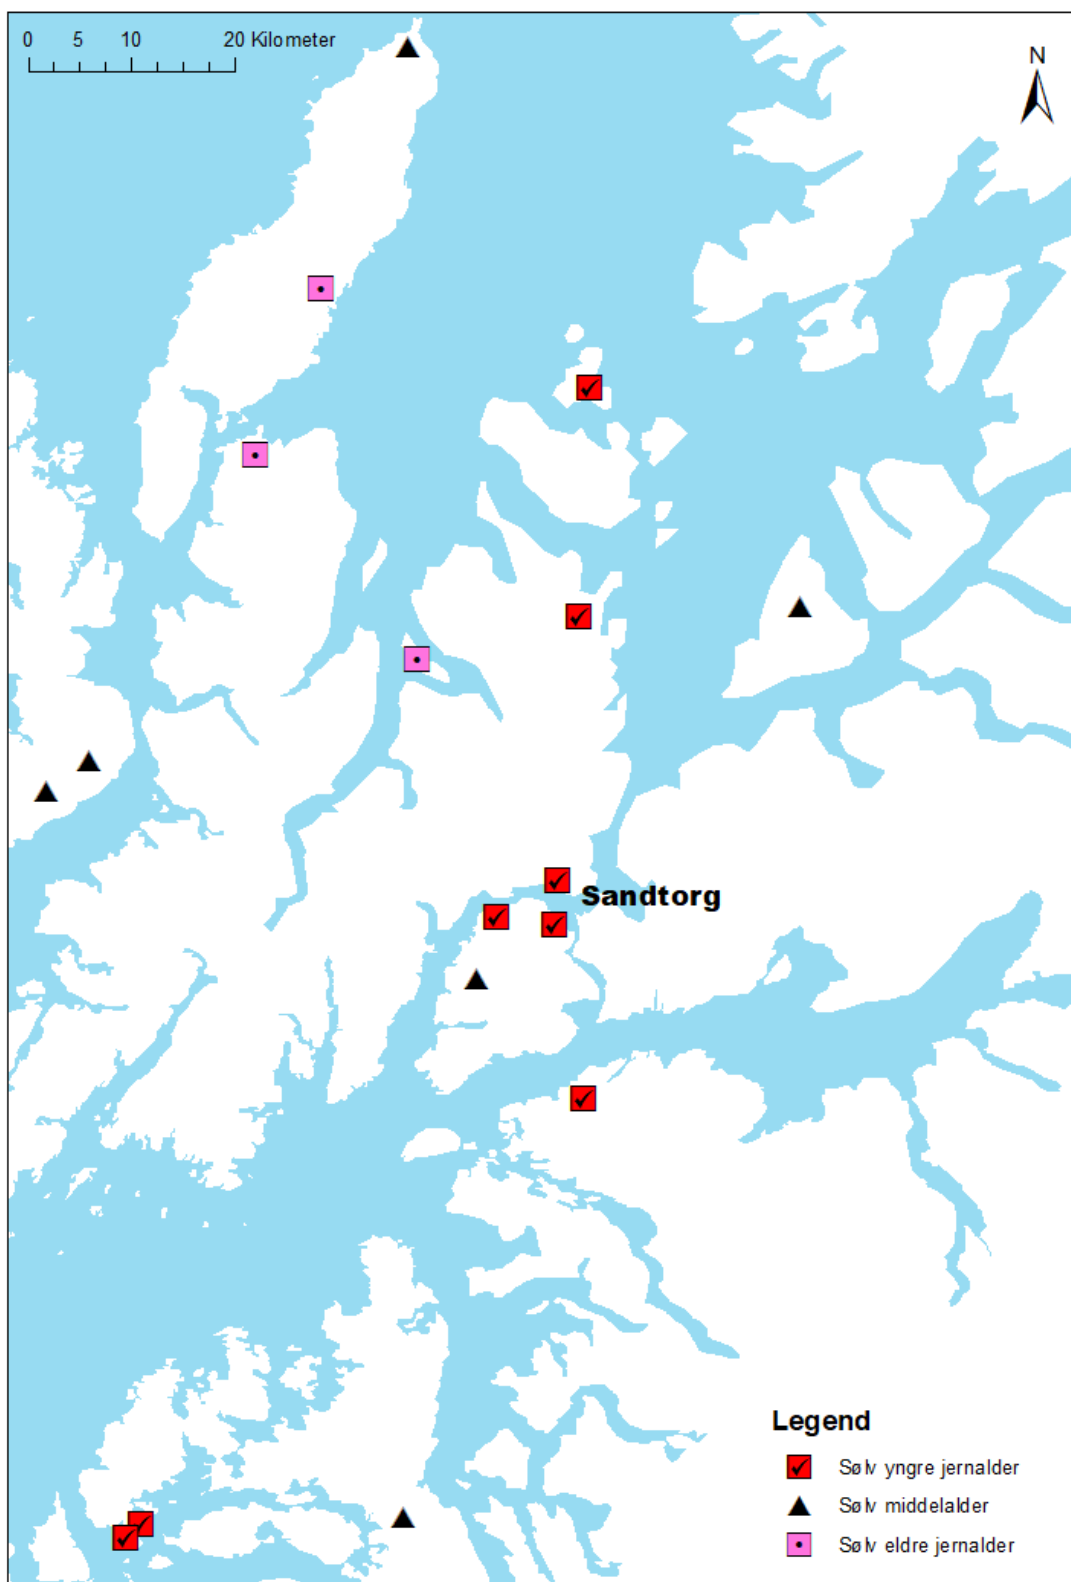 0 5 10 20 Kilometer
N
Sandtorg
Legend
Sølv yngre jernalder
Sølv middelalder
Sølv eldre jernalder